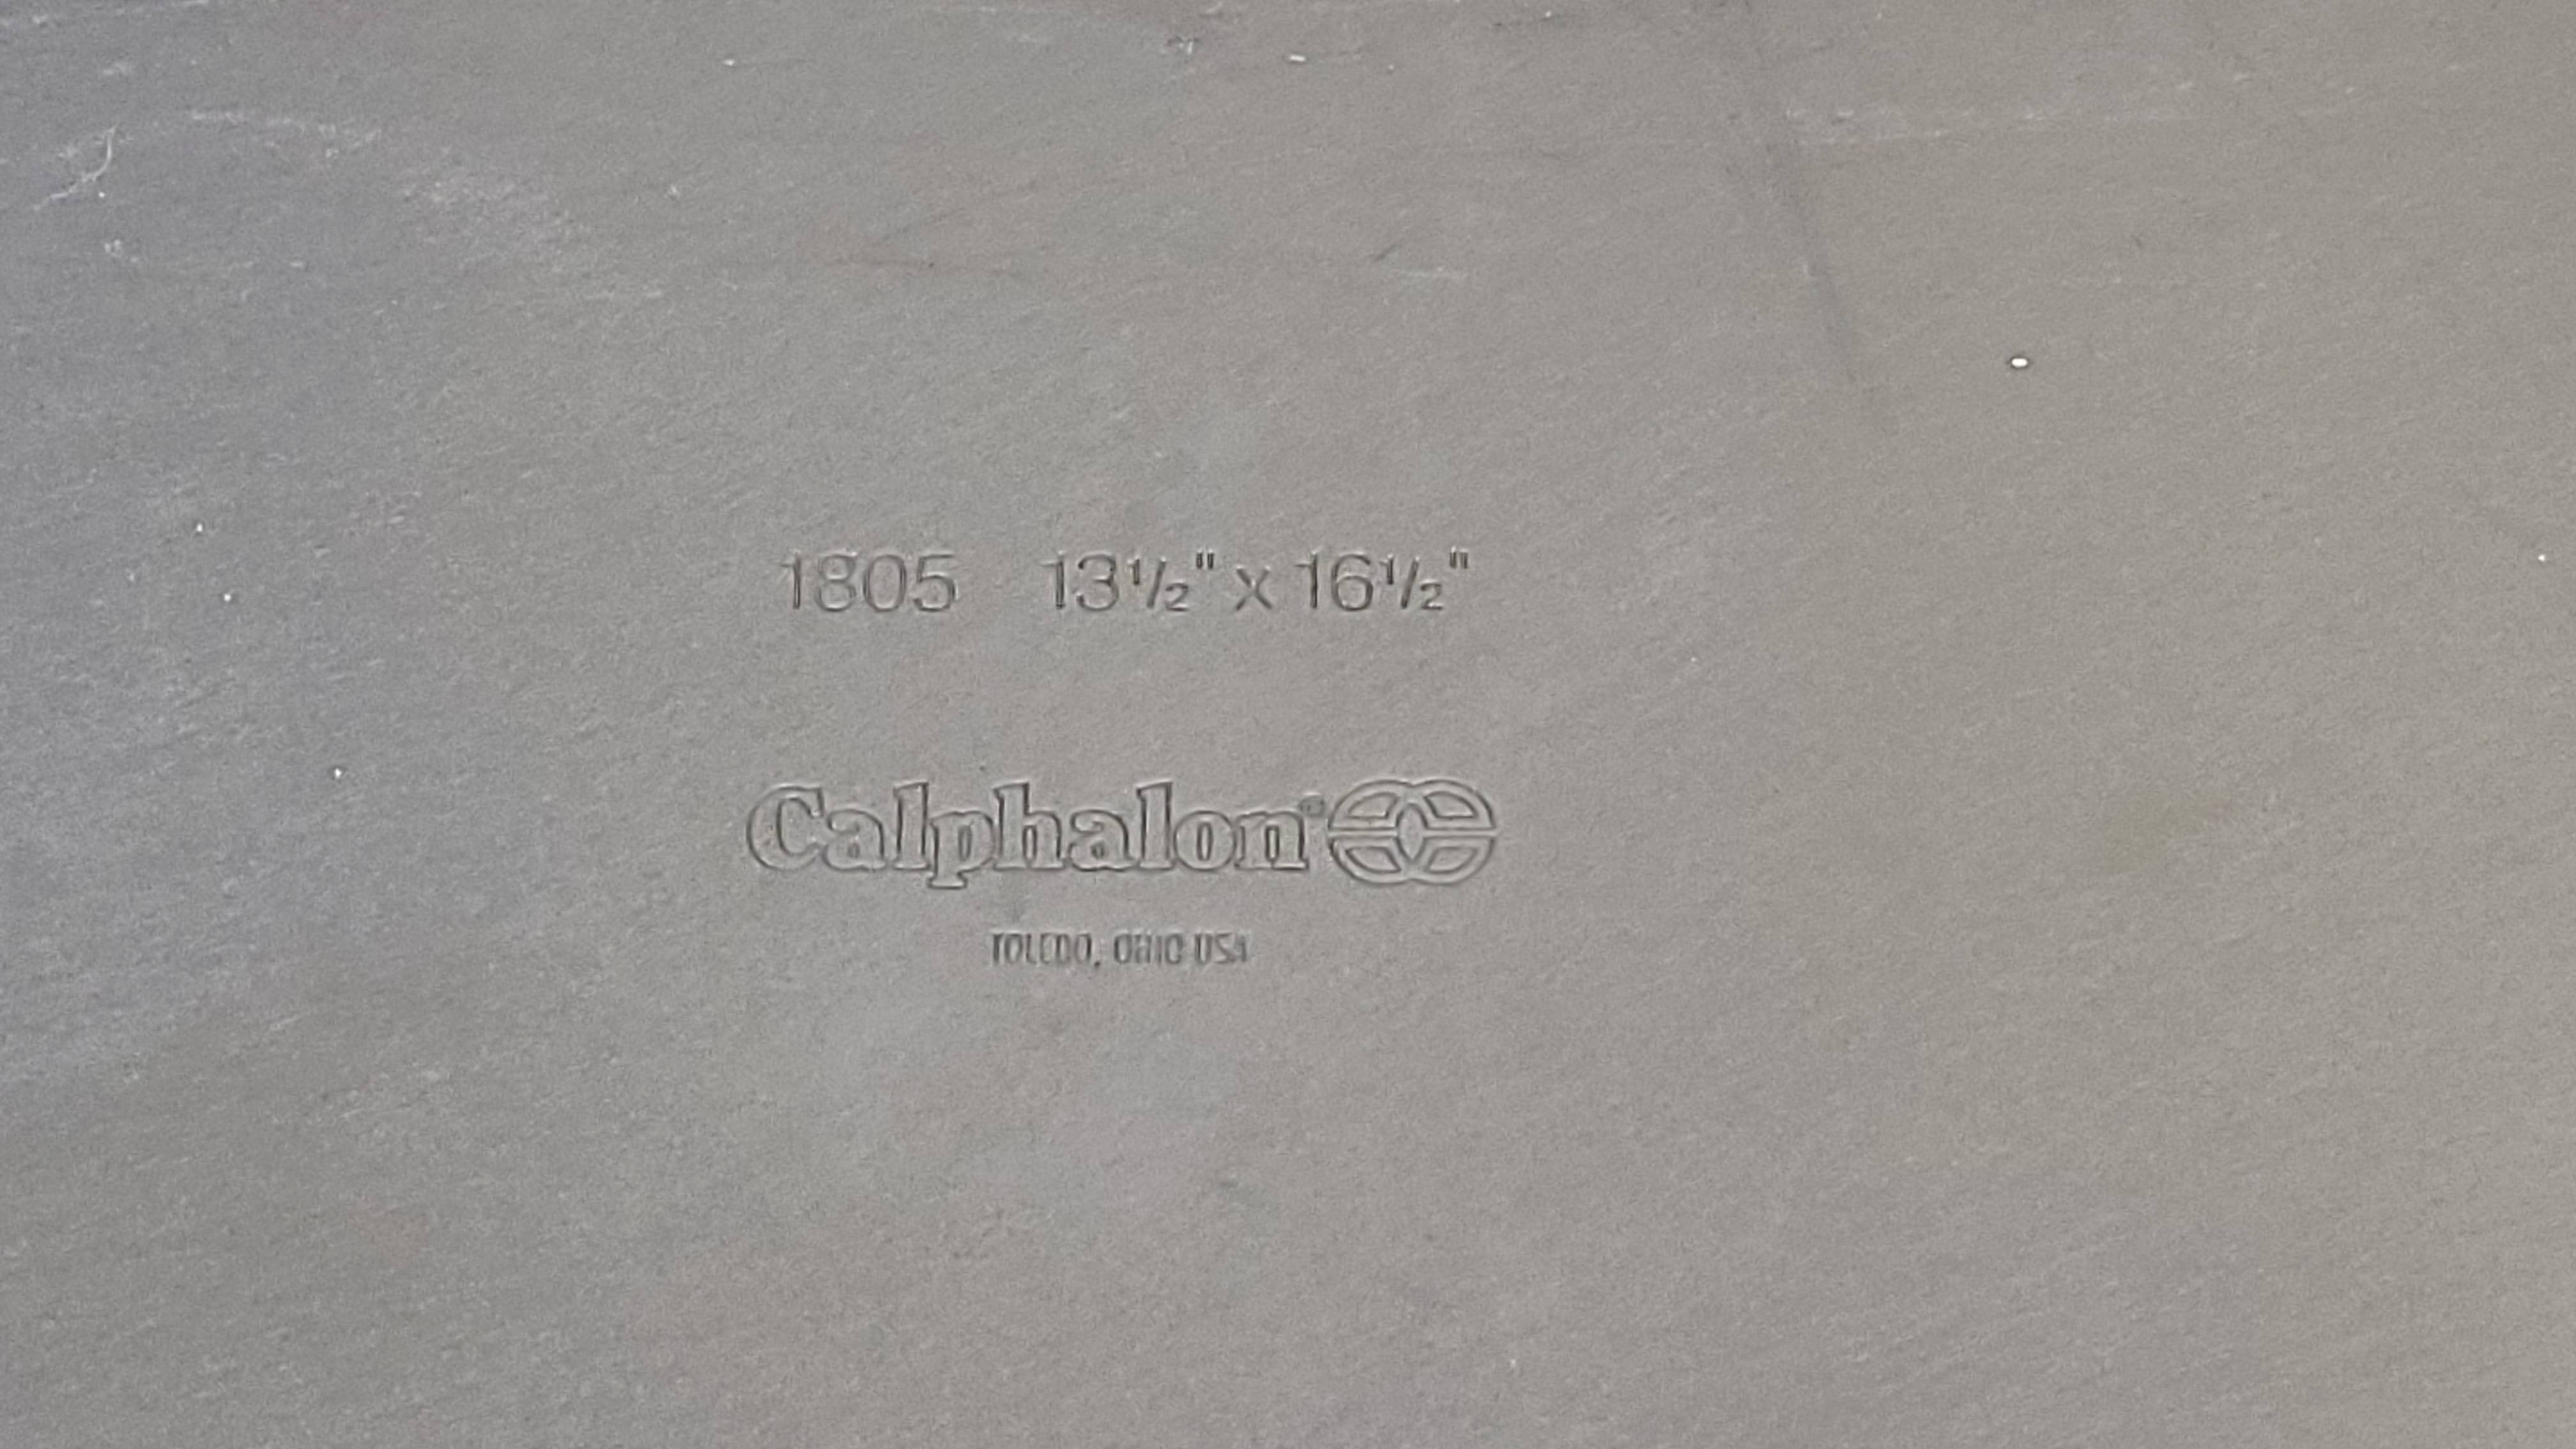 1805 13½" x 16½"
Calphalon®
TOLEDO, OHIO USA